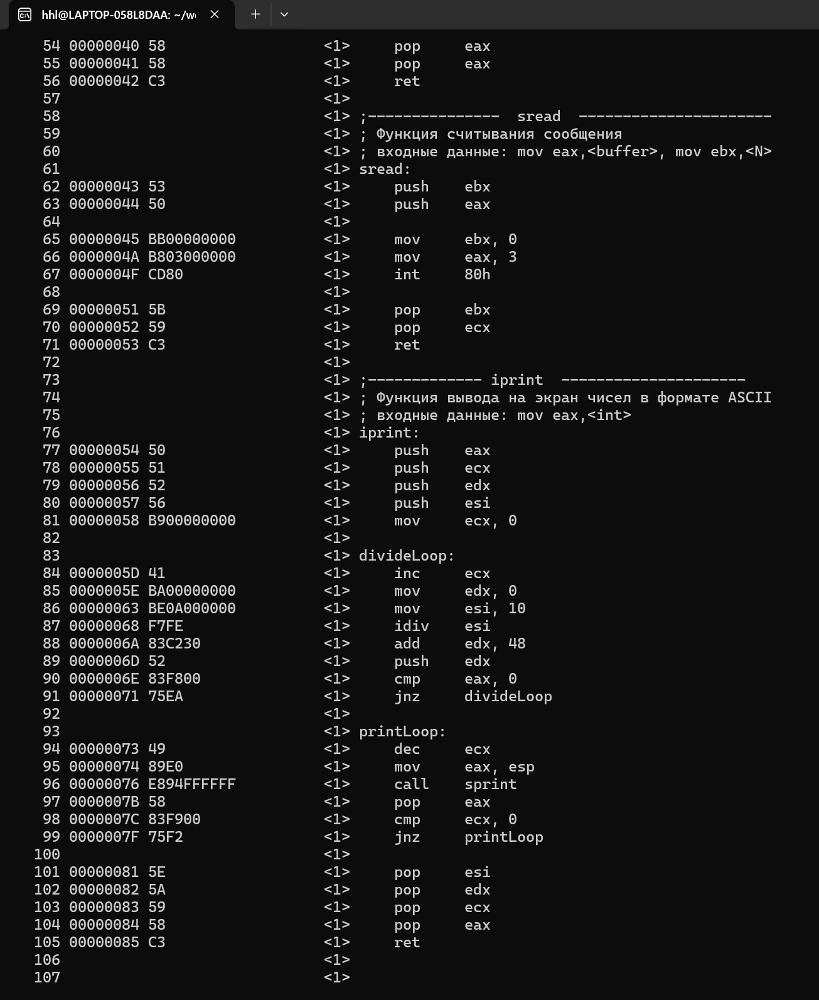 hhl@LAPTOP-058L8DAA: ~/w
54 00000040 58 <1> pop eax
55 00000041 58 <1> pop eax
56 00000042 C3 <1> ret
57 <1>
58 <1> ;--------------- sread ----------------------
59 <1> ; Функция считывания сообщения
60 <1> ; входные данные: mov eax,<buffer>, mov ebx,<N>
61 <1> sread:
62 00000043 53 <1> push ebx
63 00000044 50 <1> push eax
64 <1>
65 00000045 BB00000000 <1> mov ebx, 0
66 0000004A B803000000 <1> mov eax, 3
67 0000004F CD80 <1> int 80h
68 <1>
69 00000051 5B <1> pop ebx
70 00000052 59 <1> pop ecx
71 00000053 C3 <1> ret
72 <1>
73 <1> ;------------- iprint ---------------------
74 <1> ; Функция вывода на экран чисел в формате ASCII
75 <1> ; входные данные: mov eax,<int>
76 <1> iprint:
77 00000054 50 <1> push eax
78 00000055 51 <1> push ecx
79 00000056 52 <1> push edx
80 00000057 56 <1> push esi
81 00000058 B900000000 <1> mov ecx, 0
82 <1>
83 <1> divideLoop:
84 0000005D 41 <1> inc ecx
85 0000005E BA00000000 <1> mov edx, 0
86 00000063 BE0A000000 <1> mov esi, 10
87 00000068 F7FE <1> idiv esi
88 0000006A 83C230 <1> add edx, 48
89 0000006D 52 <1> push edx
90 0000006E 83F800 <1> cmp eax, 0
91 00000071 75EA <1> jnz divideLoop
92 <1>
93 <1> printLoop:
94 00000073 49 <1> dec ecx
95 00000074 89E0 <1> mov eax, esp
96 00000076 E894FFFFFF <1> call sprint
97 0000007B 58 <1> pop eax
98 0000007C 83F900 <1> cmp ecx, 0
99 0000007F 75F2 <1> jnz printLoop
100 <1>
101 00000081 5E <1> pop esi
102 00000082 5A <1> pop edx
103 00000083 59 <1> pop ecx
104 00000084 58 <1> pop eax
105 00000085 C3 <1> ret
106 <1>
107 <1>